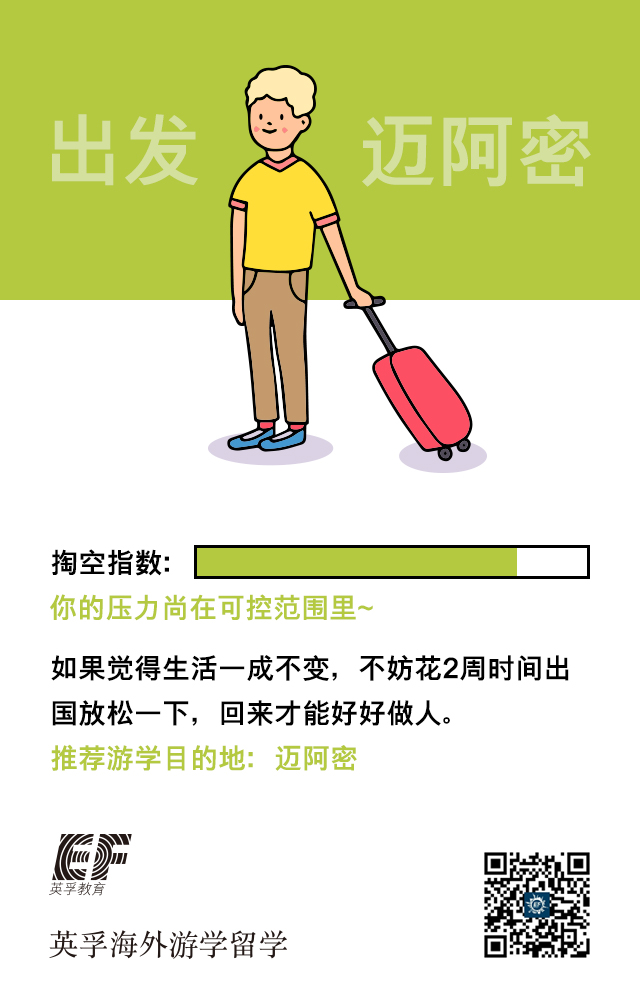 出发 迈阿密
掏空指数:
你的压力尚在可控范围里~
如果觉得生活一成不变，不妨花2周时间出
国放松一下，回来才能好好做人。
推荐游学目的地: 迈阿密
EF
英孚教育
英孚海外游学留学